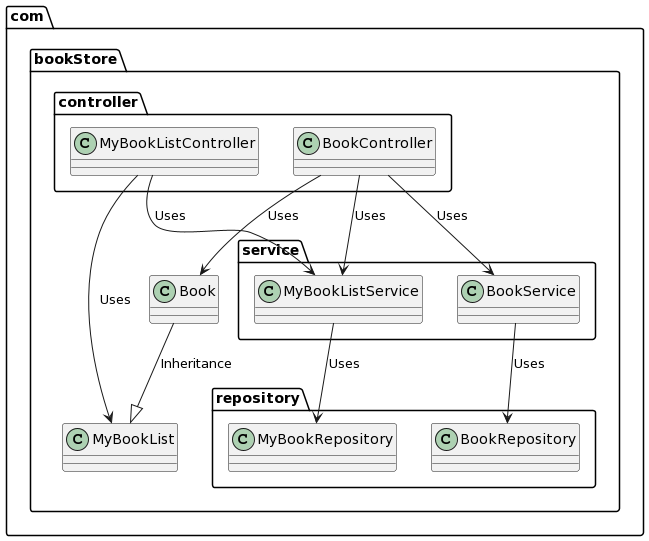 com
bookStore
controller
C MyBookListController
C BookController
Uses
Uses
Uses
Uses
service
C Book
C MyBookListService
C BookService
Uses
Inheritance
Uses
Uses
repository
C MyBookList
C MyBookRepository
C BookRepository